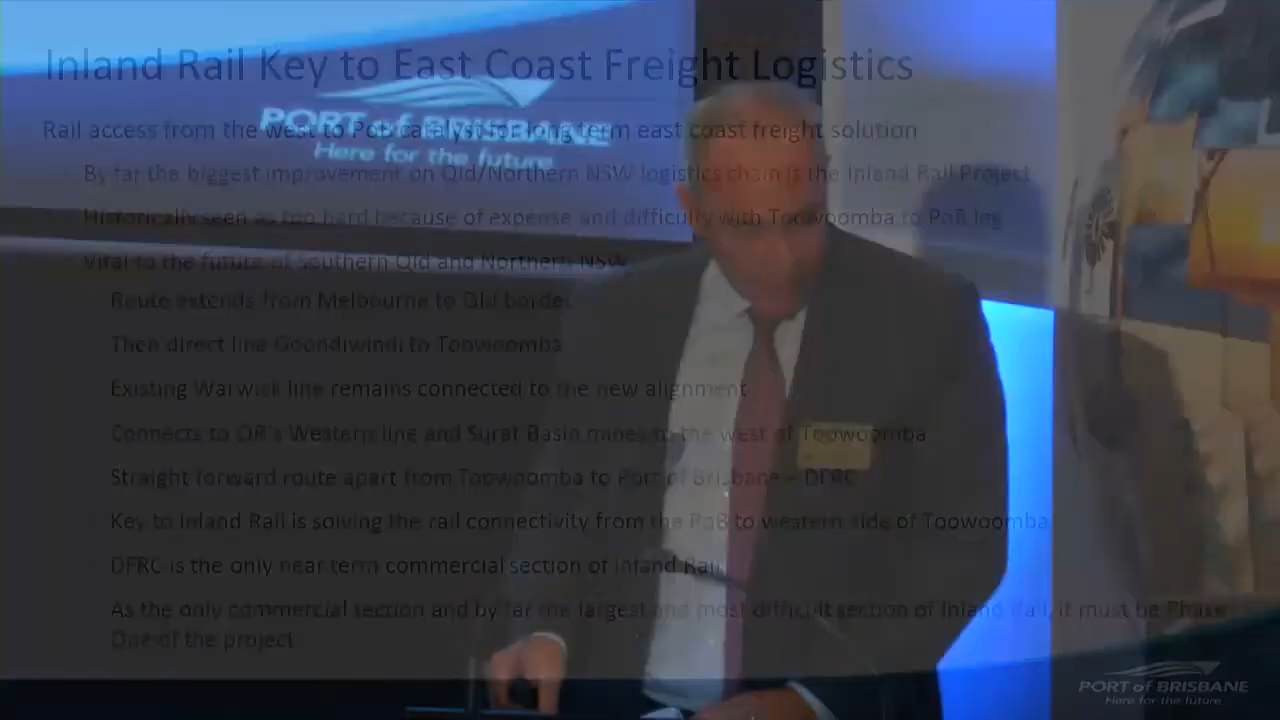 Inland Rail Key to East Coast Freight Logistics
PORT of BRISBANE
Here for the future
Rail access from the west to PoB catalyst for long term east coast freight solution
By far the biggest improvement on Qld/Northern NSW logistics chain is the Inland Rail Project
Historically seen as too hard because of expense and difficulty with Toowoomba to PoB leg
Vital to the future of Southern Qld and Northern NSW
Route extends from Melbourne to Qld border
Then direct line Goondiwindi to Toowoomba
Existing Warwick line remains connected to the new alignment
Connects to QR's Western line and Surat Basin mines to the west of Toowoomba
Straight forward route apart from Toowoomba to Port of Brisbane – DFRC
Key to Inland Rail is solving the rail connectivity from the PoB to western side of Toowoomba
DFRC is the only near term commercial section of Inland Rail
As the only commercial section and by far the largest and most difficult section of Inland Rail, it must be Phase
One of the project
PORT of BRISBANE
Here for the future